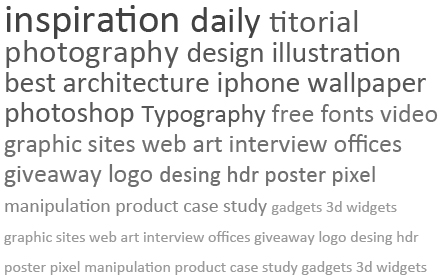 inspiration daily titorial
photography design illustration
best architecture iphone wallpaper
photoshop Typography free fonts video
graphic sites web art interview offices
giveaway logo desing hdr poster pixel
manipulation product case study gadgets 3d widgets
graphic sites web art interview offices giveaway logo desing hdr
poster pixel manipulation product case study gadgets 3d widgets